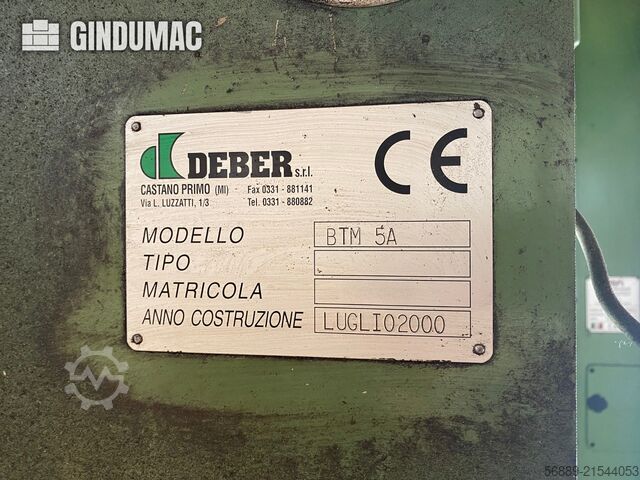 GINDUMAC
DEBER s.r.l.
CASTANO PRIMO (MI) Fax 0331 - 881141
Via L. LUZZATTI, 1/3 Tel. 0331 - 880882
CE
MODELLO BTM 5A
TIPO
MATRICOLA
ANNO COSTRUZIONE LUGLIO2000
56889-21544053